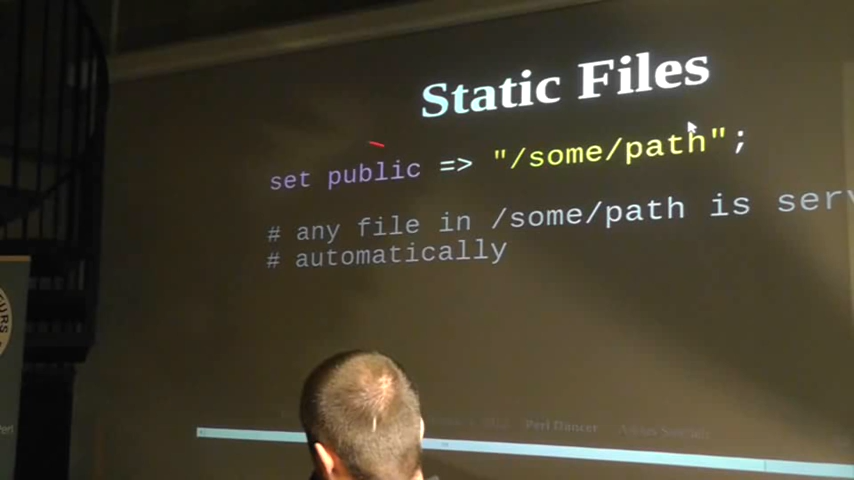 Static Files
set public => "/some/path";
# any file in /some/path is serv
# automatically
Perl Dancer